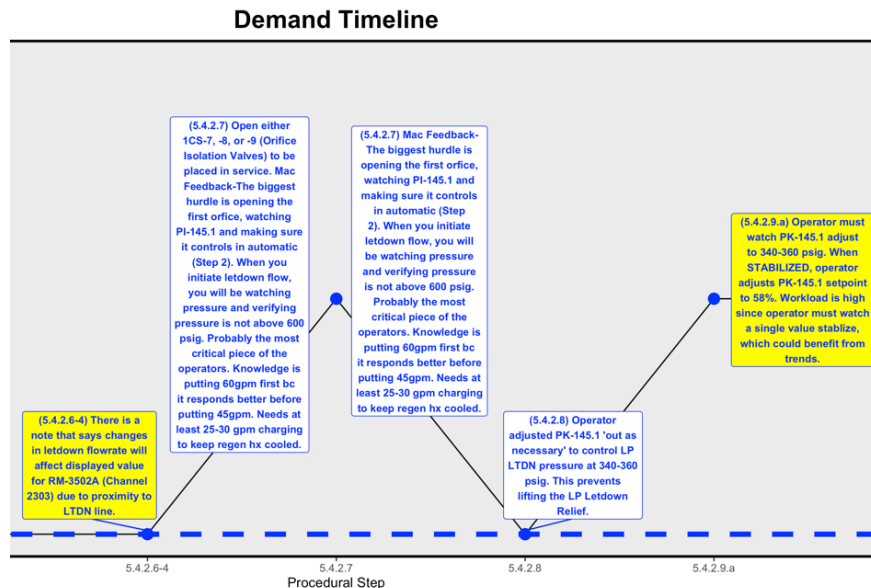 Demand Timeline
(5.4.2.7) Open either
1CS-7, -8, or -9 (Orifice
Isolation Valves) to be
placed in service. Mac
Feedback-The biggest
hurdle is opening the
first orfice, watching
PI-145.1 and making sure
it controls in automatic
(Step 2). When you
initiate letdown flow,
you will be watching
pressure and verifying
pressure is not above 600
psig. Probably the most
critical piece of the
operators. Knowledge is
putting 60gpm first bc
it responds better before
putting 45gpm. Needs at
least 25-30 gpm charging
to keep regen hx cooled.
(5.4.2.7) Mac Feedback-
The biggest hurdle is
opening the first orfice,
watching PI-145.1 and
making sure it controls
in automatic (Step
2). When you initiate
letdown flow, you will
be watching pressure
and verifying pressure
is not above 600 psig.
Probably the most
critical piece of the
operators. Knowledge is
putting 60gpm first bc
it responds better before
putting 45gpm. Needs at
least 25-30 gpm charging
to keep regen hx cooled.
(5.4.2.9.a) Operator must
watch PK-145.1 adjust
to 340-360 psig. When
STABILIZED, operator
adjusts PK-145.1 setpoint
to 58%. Workload is high
since operator must watch
a single value stablize,
which could benefit from
trends.
(5.4.2.6-4) There is a
note that says changes
in letdown flowrate will
affect displayed value
for RM-3502A (Channel
2303) due to proximity to
LTDN line.
(5.4.2.8) Operator
adjusted PK-145.1 'out as
necessary' to control LP
LTDN pressure at 340-360
psig. This prevents
lifting the LP Letdown
Relief.
5.4.2.6-4
5.4.2.7
5.4.2.8
5.4.2.9.a
Procedural Step